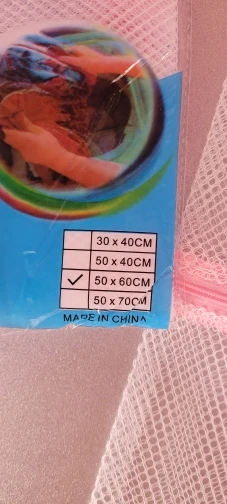 30 x 40CM
50 x 40CM
✓ 50 x 60CM
50 x 70CM
MADE IN CHINA